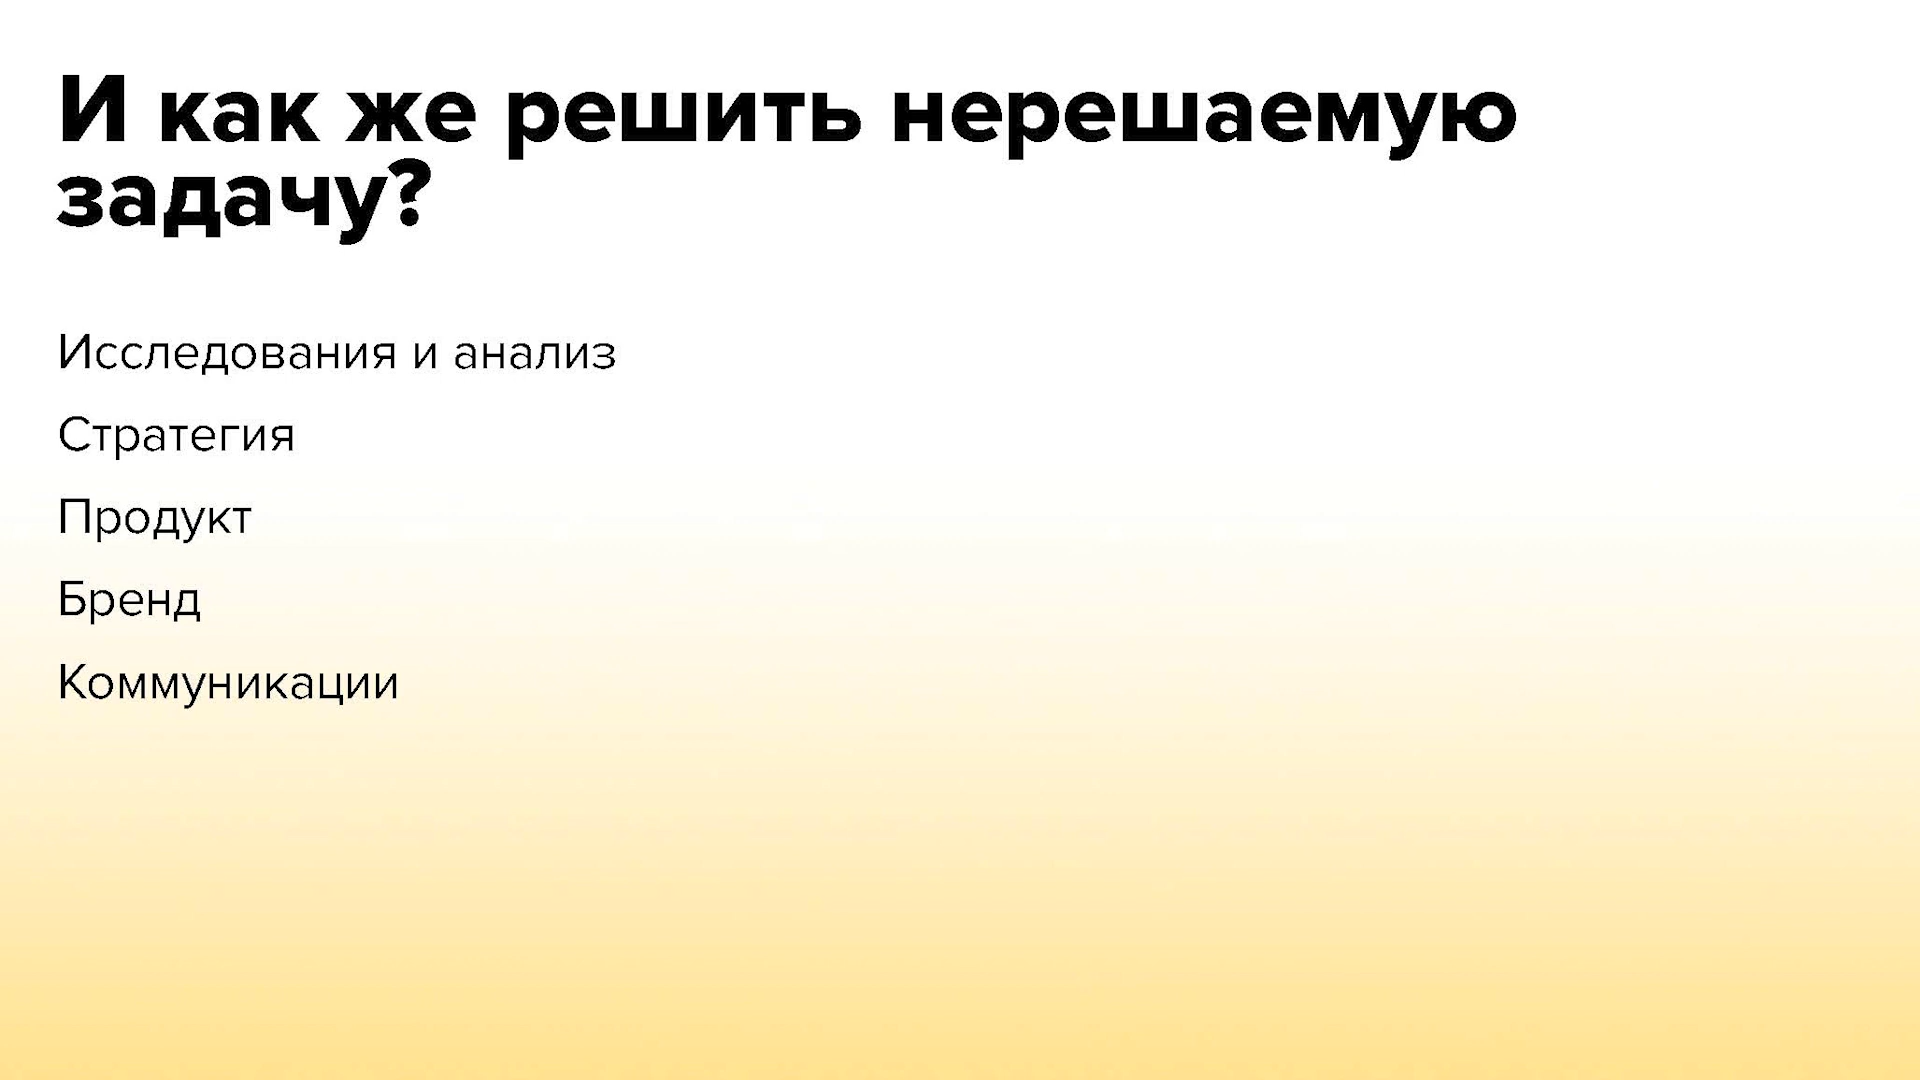 И как же решить нерешаемую
задачу?
Исследования и анализ
Стратегия
Продукт
Бренд
Коммуникации